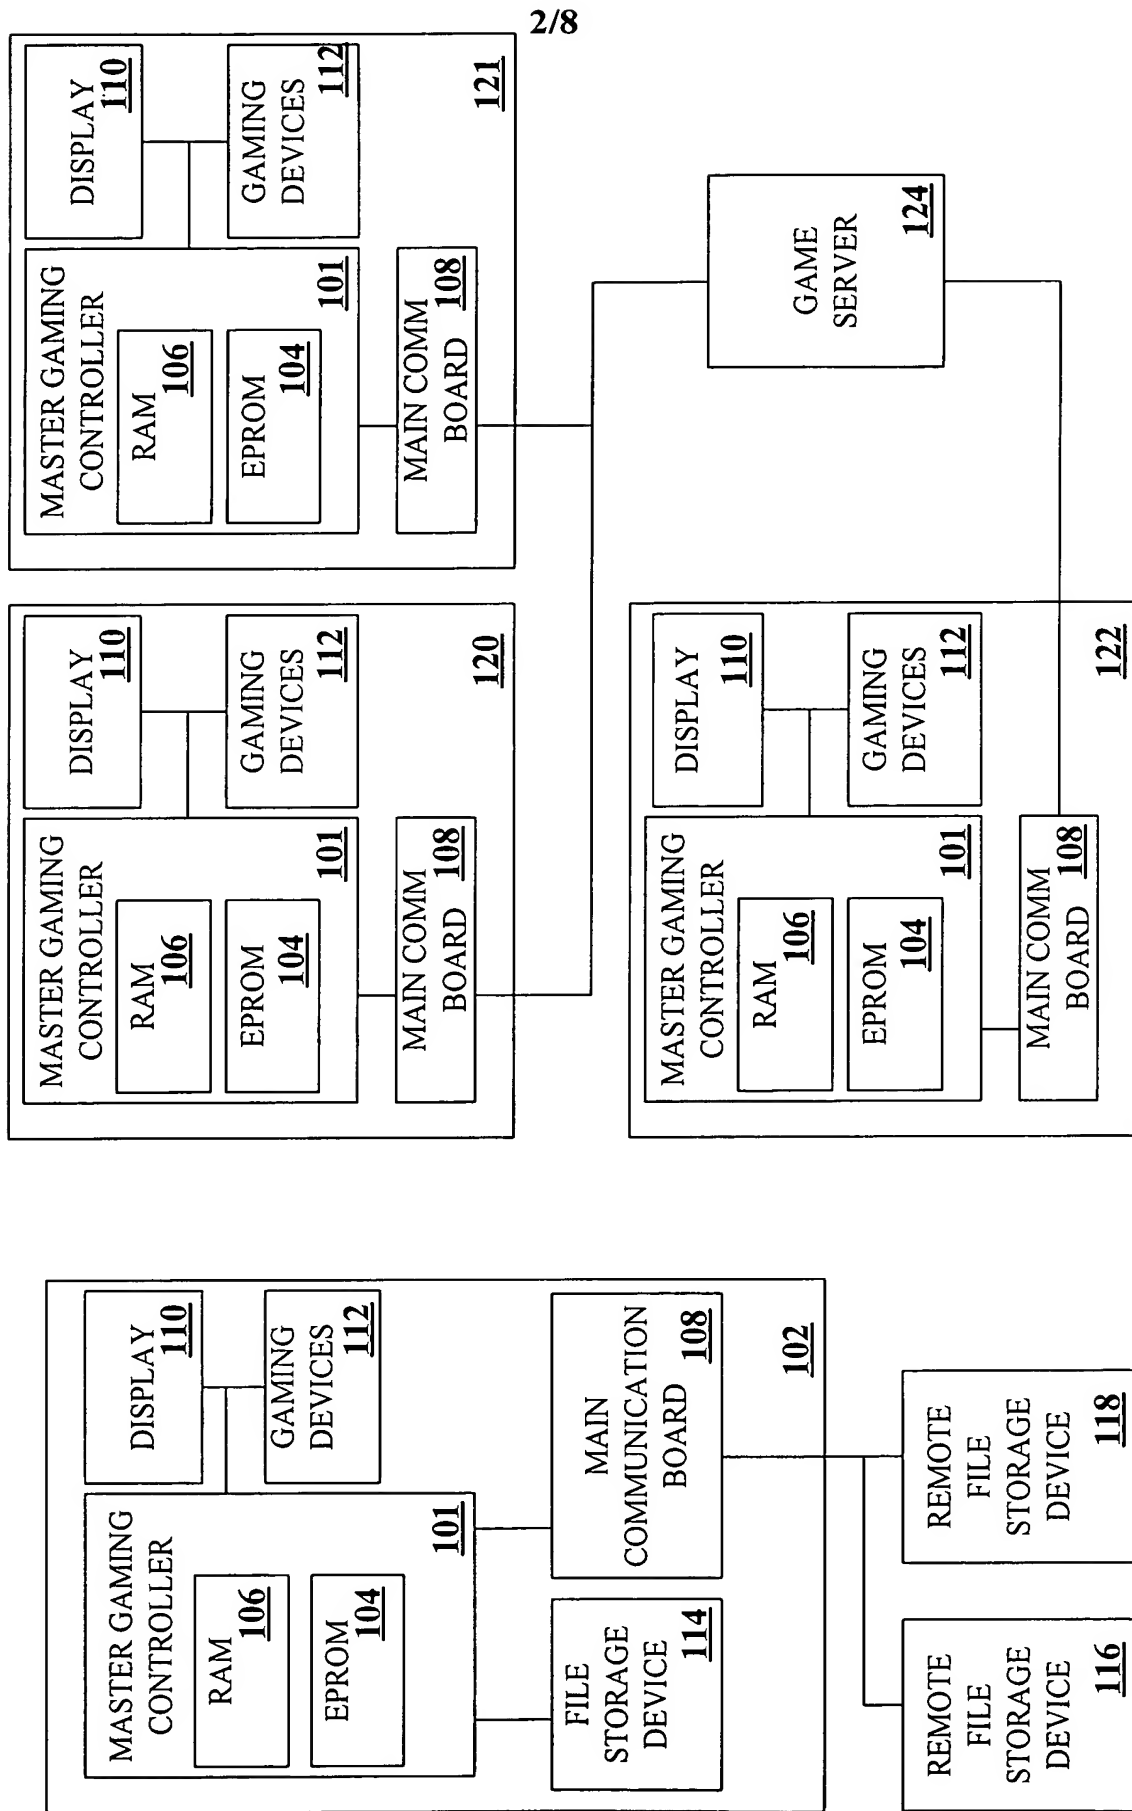 2/8
MASTER GAMING
CONTROLLER
RAM
106
EPROM
104
101
DISPLAY
110
GAMING
DEVICES
112
FILE
STORAGE
DEVICE
114
MAIN
COMMUNICATION
BOARD
108
102
REMOTE
FILE
STORAGE
DEVICE
116
REMOTE
FILE
STORAGE
DEVICE
118
MASTER GAMING
CONTROLLER
RAM
106
EPROM
104
101
DISPLAY
110
GAMING
DEVICES
112
MAIN COMM
BOARD
108
120
MASTER GAMING
CONTROLLER
RAM
106
EPROM
104
101
DISPLAY
110
GAMING
DEVICES
112
MAIN COMM
BOARD
108
121
MASTER GAMING
CONTROLLER
RAM
106
EPROM
104
101
DISPLAY
110
GAMING
DEVICES
112
MAIN COMM
BOARD
108
122
GAME
SERVER
124